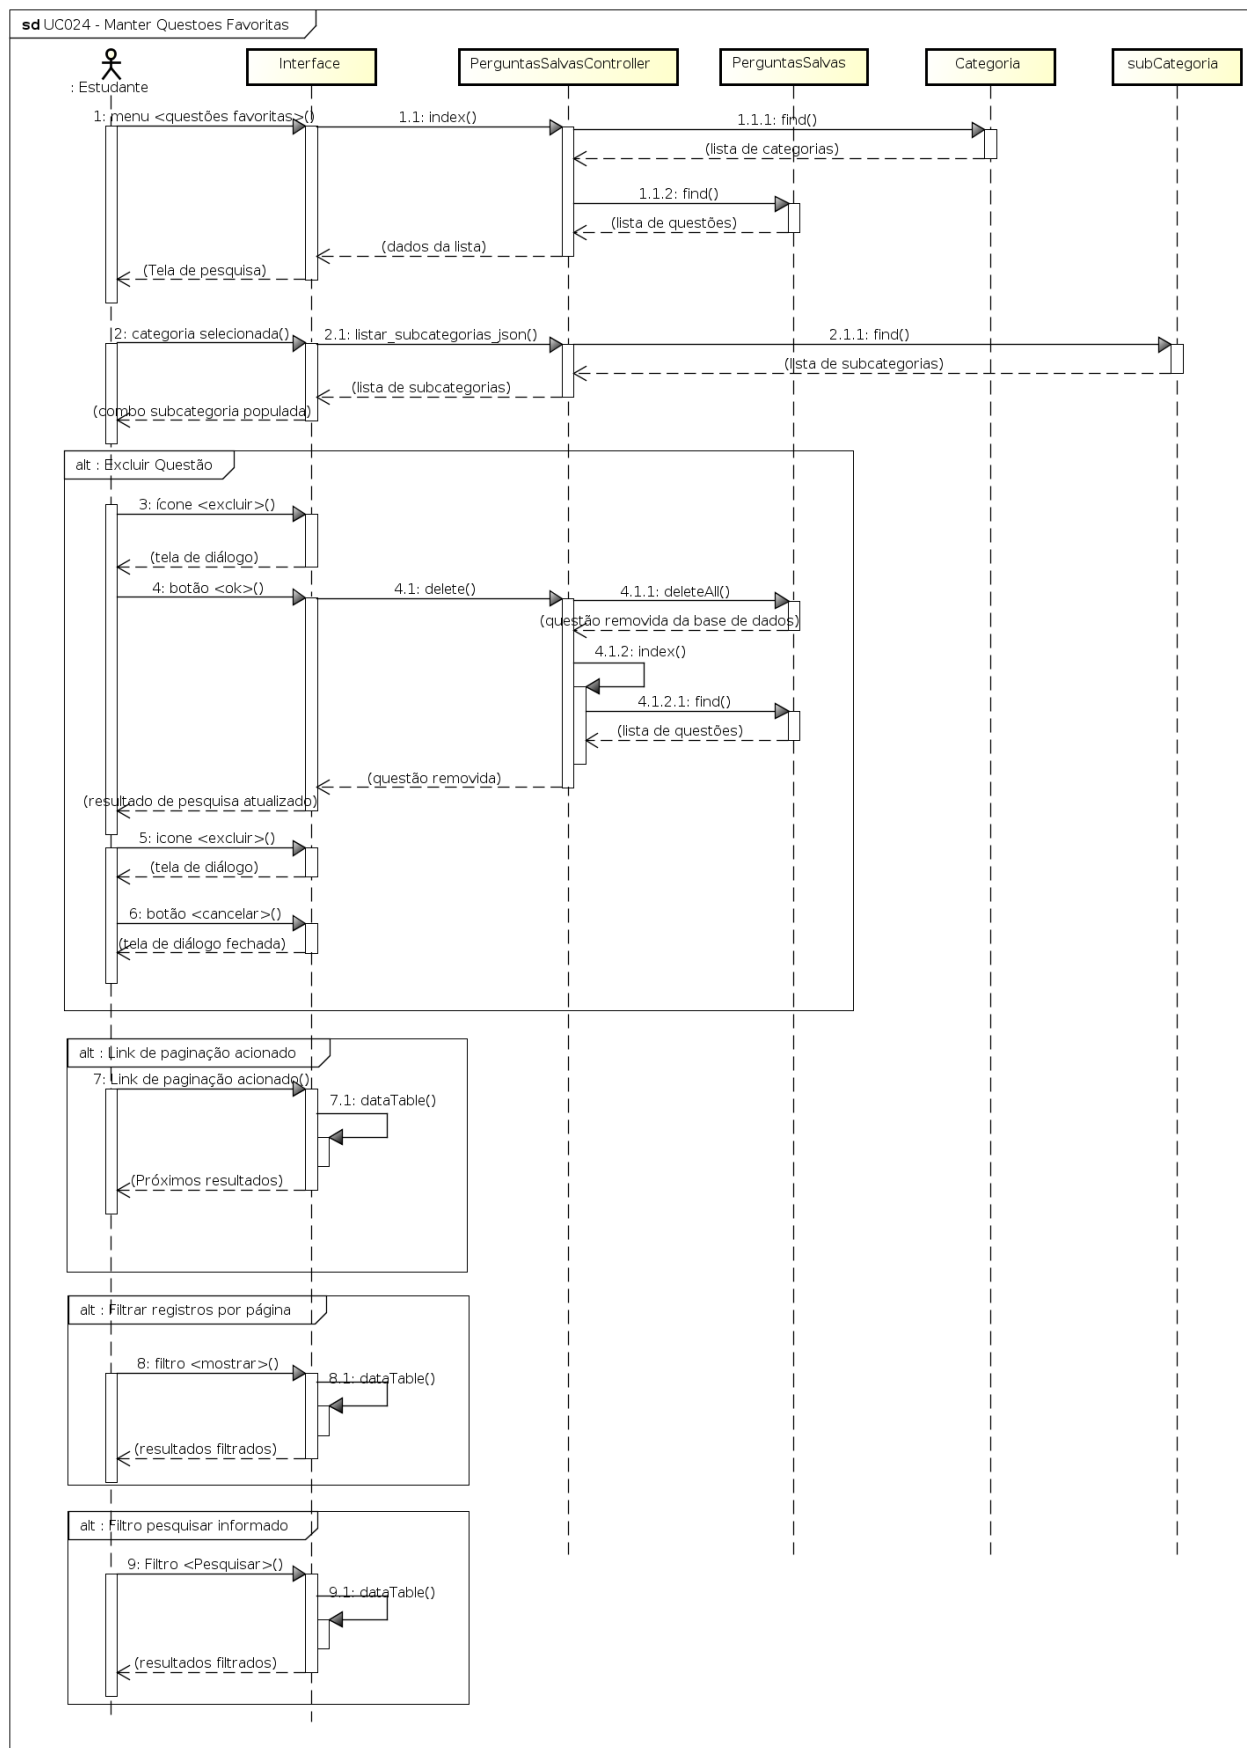 sd UC024 - Manter Questoes Favoritas
Interface
PerguntasSalvasController
PerguntasSalvas
Categoria
subCategoria
: Estudante
1: menu <questões favoritas>()
1.1: index()
1.1.1: find()
(lista de categorias)
1.1.2: find()
(lista de questões)
(dados da lista)
(Tela de pesquisa)
2: categoria selecionada()
2.1: listar_subcategorias_json()
2.1.1: find()
(lista de subcategorias)
(lista de subcategorias)
(combo subcategoria populada)
alt : Excluir Questão
3: ícone <excluir>()
(tela de diálogo)
4: botão <ok>()
4.1: delete()
4.1.1: deleteAll()
(questão removida da base de dados)
4.1.2: index()
4.1.2.1: find()
(lista de questões)
(questão removida)
(resultado de pesquisa atualizado)
5: icone <excluir>()
(tela de diálogo)
6: botão <cancelar>()
(tela de diálogo fechada)
alt : Link de paginação acionado
7: Link de paginação acionado()
7.1: dataTable()
(Próximos resultados)
alt : Filtrar registros por página
8: filtro <mostrar>()
8.1: dataTable()
(resultados filtrados)
alt : Filtro pesquisar informado
9: Filtro <Pesquisar>()
9.1: dataTable()
(resultados filtrados)